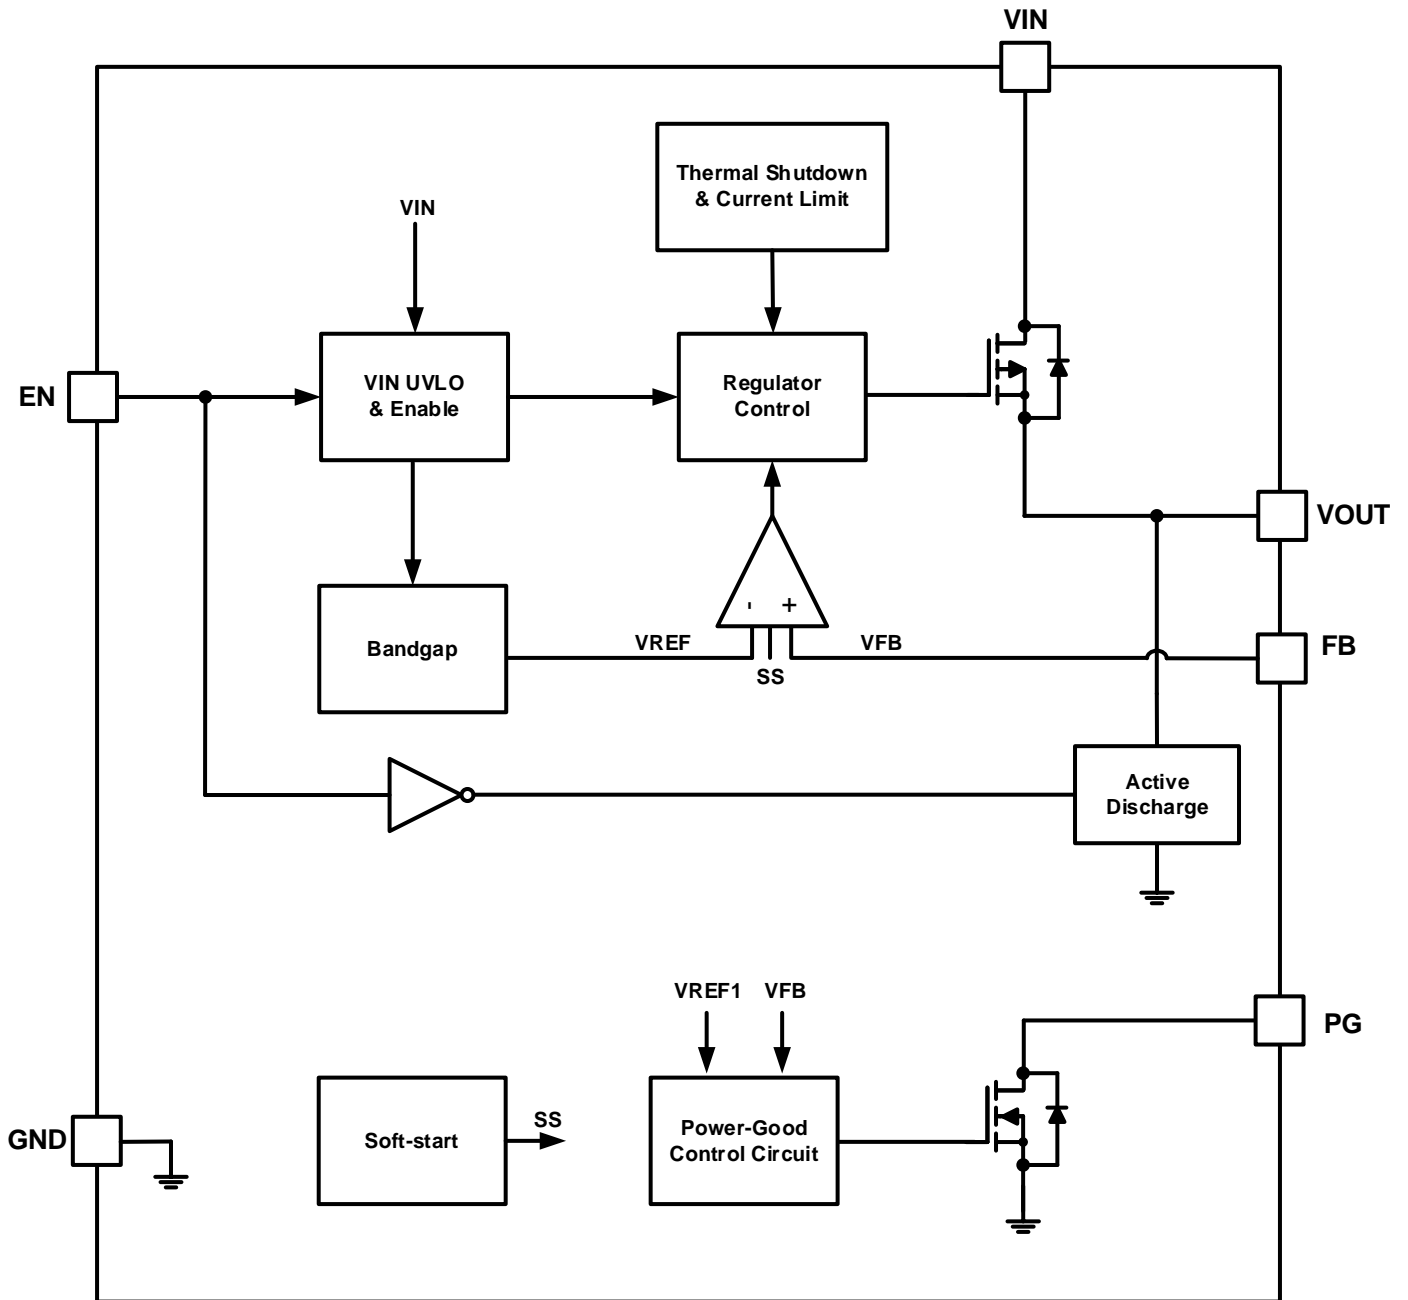 VIN
Thermal Shutdown
& Current Limit
VIN
EN
VIN UVLO
& Enable
Regulator
Control
VOUT
- +
Bandgap
VREF
SS
VFB
FB
Active
Discharge
VREF1
VFB
PG
GND
Soft-start
SS
Power-Good
Control Circuit